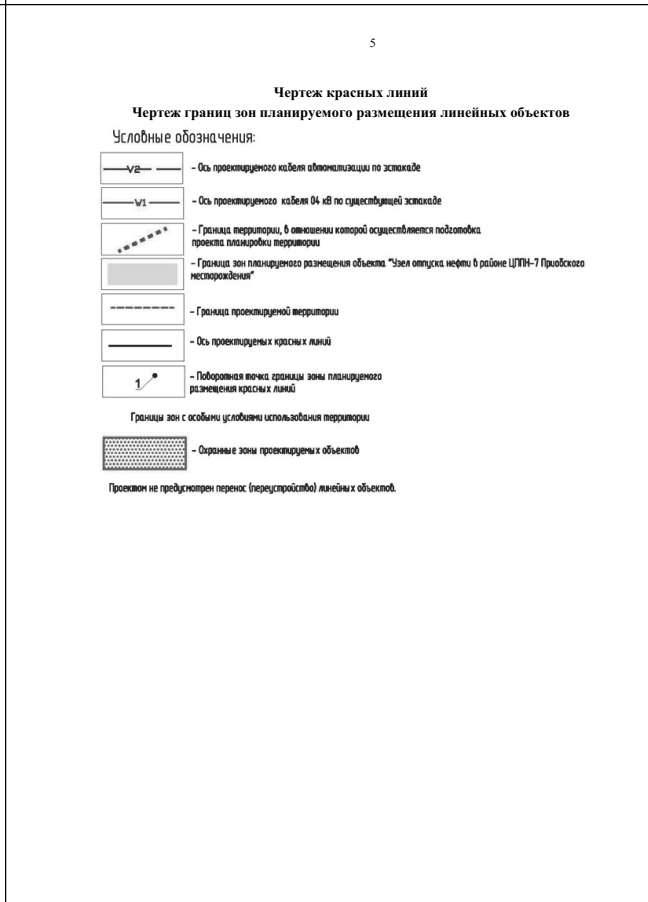 5
Чертеж красных линий
Чертеж границ зон планируемого размещения линейных объектов
Условные обозначения:
V2
- Ось проектируемого кабеля автоматизации по эстакаде
W1
- Ось проектируемого кабеля 04 кВ по существующей эстакаде
- Граница территории, в отношении которой осуществляется подготовка
проекта планировки территории
- Граница зон планируемого размещения объекта "Узел отпуска нефти в районе ЦППН-7 Приобского
месторождения"
- Граница проектируемой территории
- Ось проектируемых красных линий
1
- Поворотная точка границы зоны планируемого
размещения красных линий
Границы зон с особыми условиями использования территории
- Охранные зоны проектируемых объектов
Проектом не предусмотрен перенос (переустройство) линейных объектов.